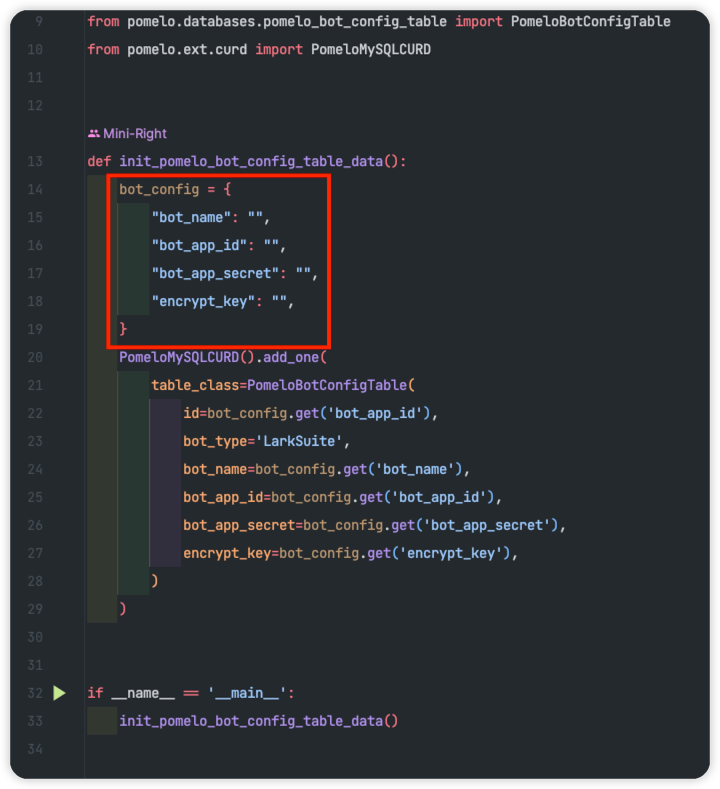 9 from pomelo.databases.pomelo_bot_config_table import PomeloBotConfigTable
10 from pomelo.ext.curd import PomeloMySQLCURD
11
12
Mini-Right
13 def init_pomelo_bot_config_table_data():
14     bot_config = {
15         "bot_name": "",
16         "bot_app_id": "",
17         "bot_app_secret": "",
18         "encrypt_key": "",
19     }
20     PomeloMySQLCURD().add_one(
21         table_class=PomeloBotConfigTable(
22             id=bot_config.get('bot_app_id'),
23             bot_type='LarkSuite',
24             bot_name=bot_config.get('bot_name'),
25             bot_app_id=bot_config.get('bot_app_id'),
26             bot_app_secret=bot_config.get('bot_app_secret'),
27             encrypt_key=bot_config.get('encrypt_key'),
28         )
29     )
30
31
32 if __name__ == '__main__':
33     init_pomelo_bot_config_table_data()
34